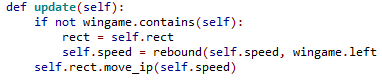 def update(self):
    if not wingame.contains(self):
        rect = self.rect
        self.speed = rebound(self.speed, wingame.left
    self.rect.move_ip(self.speed)